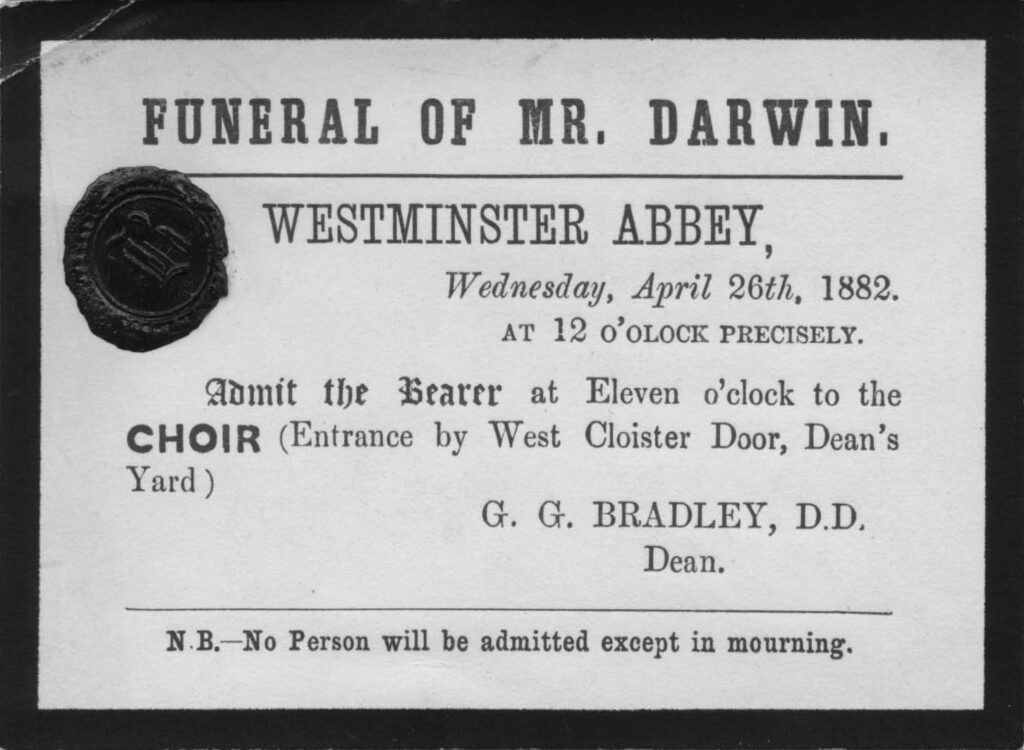 FUNERAL OF MR. DARWIN.
WESTMINSTER ABBEY,
Wednesday, April 26th, 1882.
AT 12 O'OLOCK PRECISELY.
Admit the Bearer at Eleven o'clock to the
CHOIR (Entrance by West Cloister Door, Dean's
Yard)
G. G. BRADLEY, D.D.
Dean.
N.B.—No Person will be admitted except in mourning.